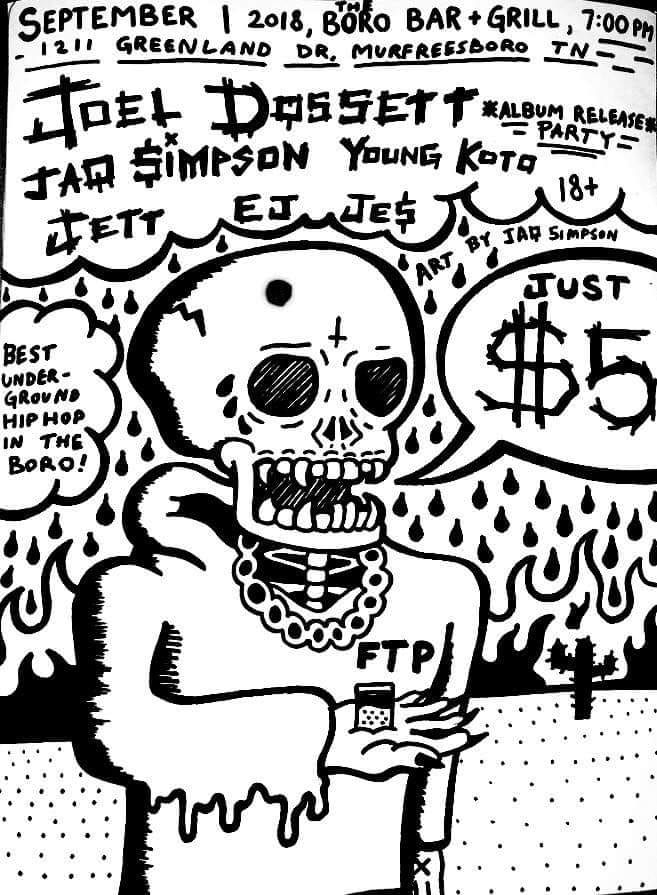 SEPTEMBER 1 2018, THE BORO BAR + GRILL, 7:00 PM
- 1211 GREENLAND DR. MURFREESBORO TN
JOEL DOSSETT *ALBUM RELEASE* PARTY
JAQ $IMPSON YOUNG KOTO
18+
JETT EJ JE$
ART BY JAQ SIMPSON
JUST
$5
BEST
UNDER-
GROUND
HIP HOP
IN THE
BORO!
FTP